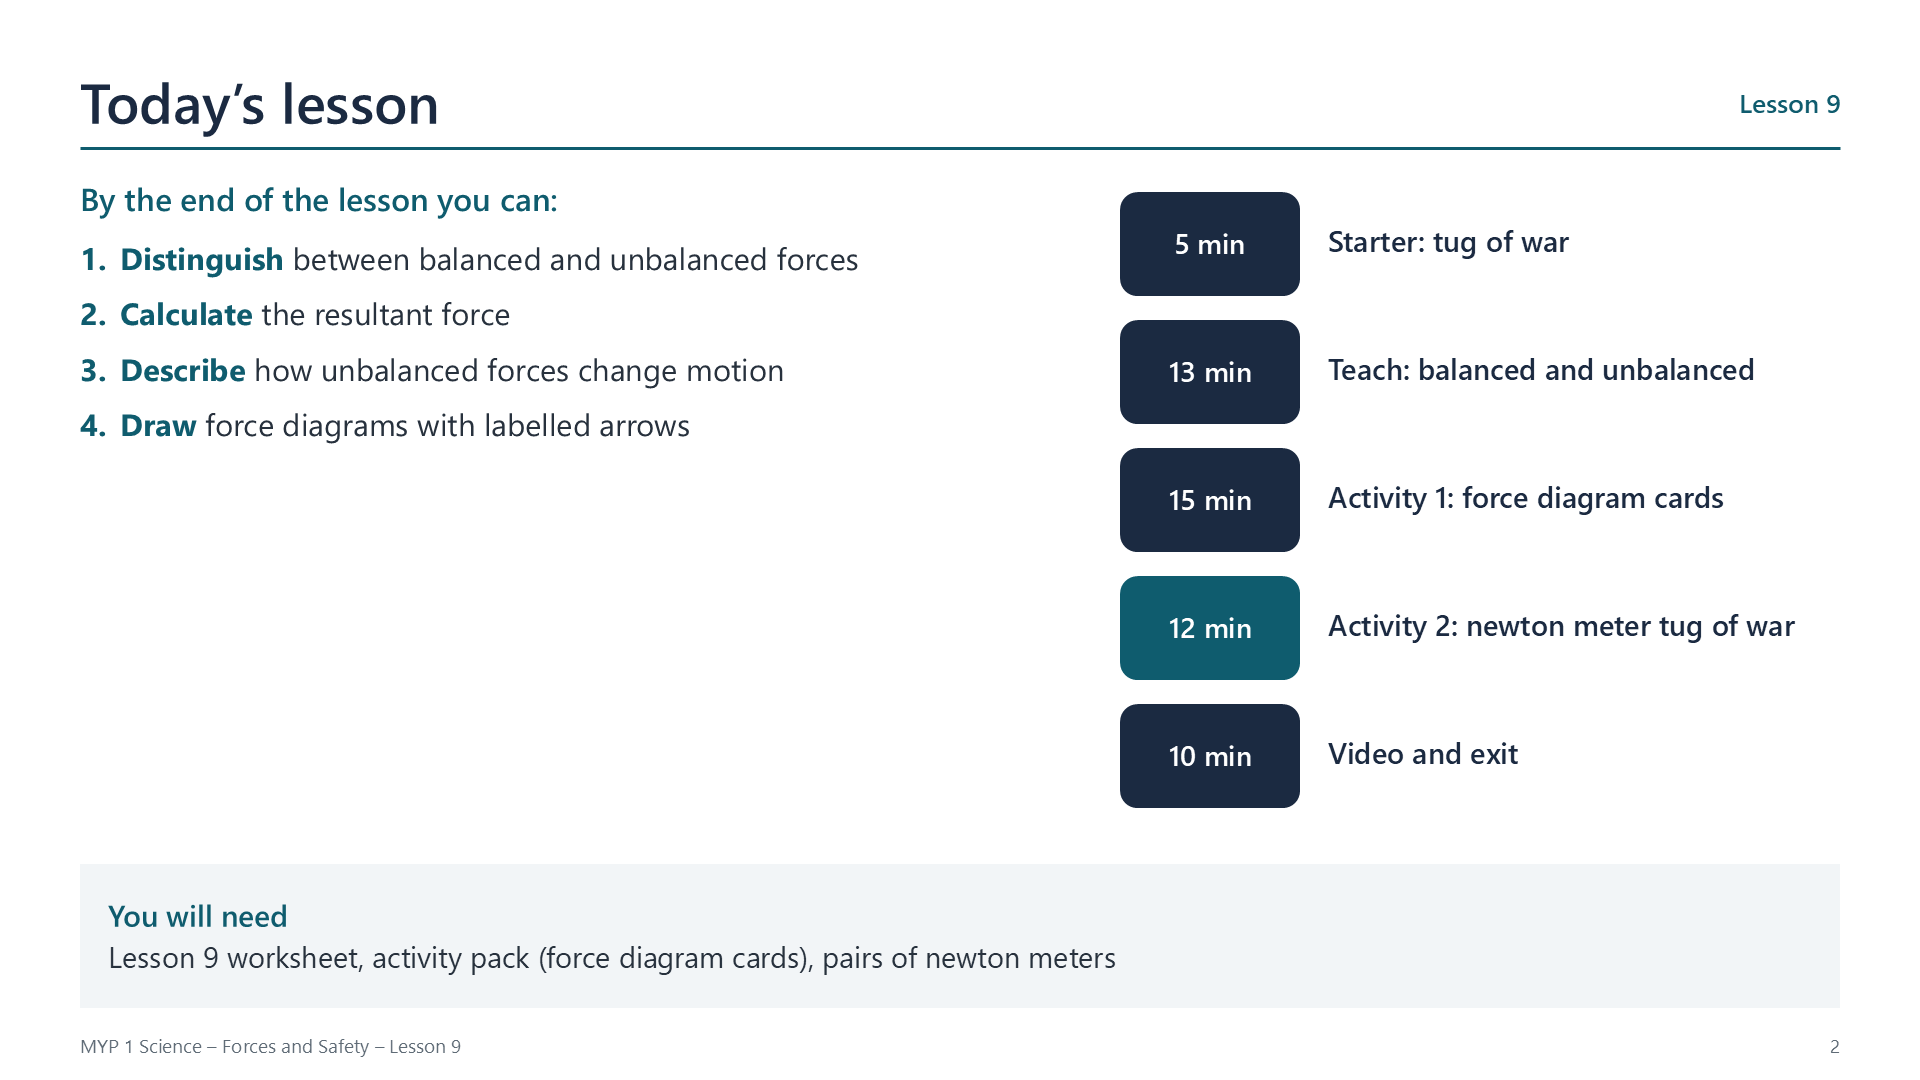 Today’s lesson
Lesson 9
By the end of the lesson you can:
1. Distinguish between balanced and unbalanced forces
2. Calculate the resultant force
3. Describe how unbalanced forces change motion
4. Draw force diagrams with labelled arrows
5 min
Starter: tug of war
13 min
Teach: balanced and unbalanced
15 min
Activity 1: force diagram cards
12 min
Activity 2: newton meter tug of war
10 min
Video and exit
You will need
Lesson 9 worksheet, activity pack (force diagram cards), pairs of newton meters
MYP 1 Science – Forces and Safety – Lesson 9
2